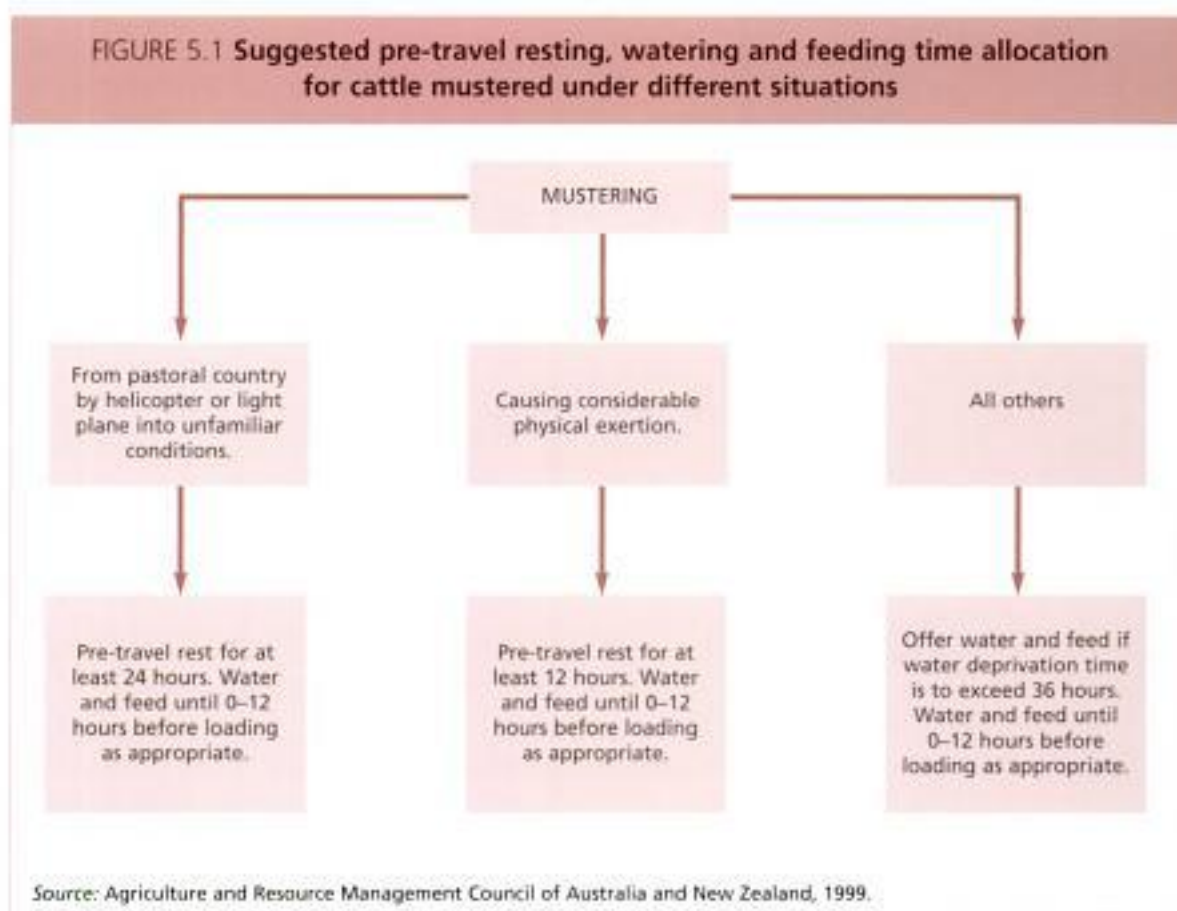 FIGURE 5.1 Suggested pre-travel resting, watering and feeding time allocation
for cattle mustered under different situations
MUSTERING
From pastoral country
by helicopter or light
plane into unfamiliar
conditions.
Causing considerable
physical exertion.
All others
Pre-travel rest for at
least 24 hours. Water
and feed until 0–12
hours before loading
as appropriate.
Pre-travel rest for at
least 12 hours. Water
and feed until 0–12
hours before loading
as appropriate.
Offer water and feed if
water deprivation time
is to exceed 36 hours.
Water and feed until
0–12 hours before
loading as appropriate.
Source: Agriculture and Resource Management Council of Australia and New Zealand, 1999.